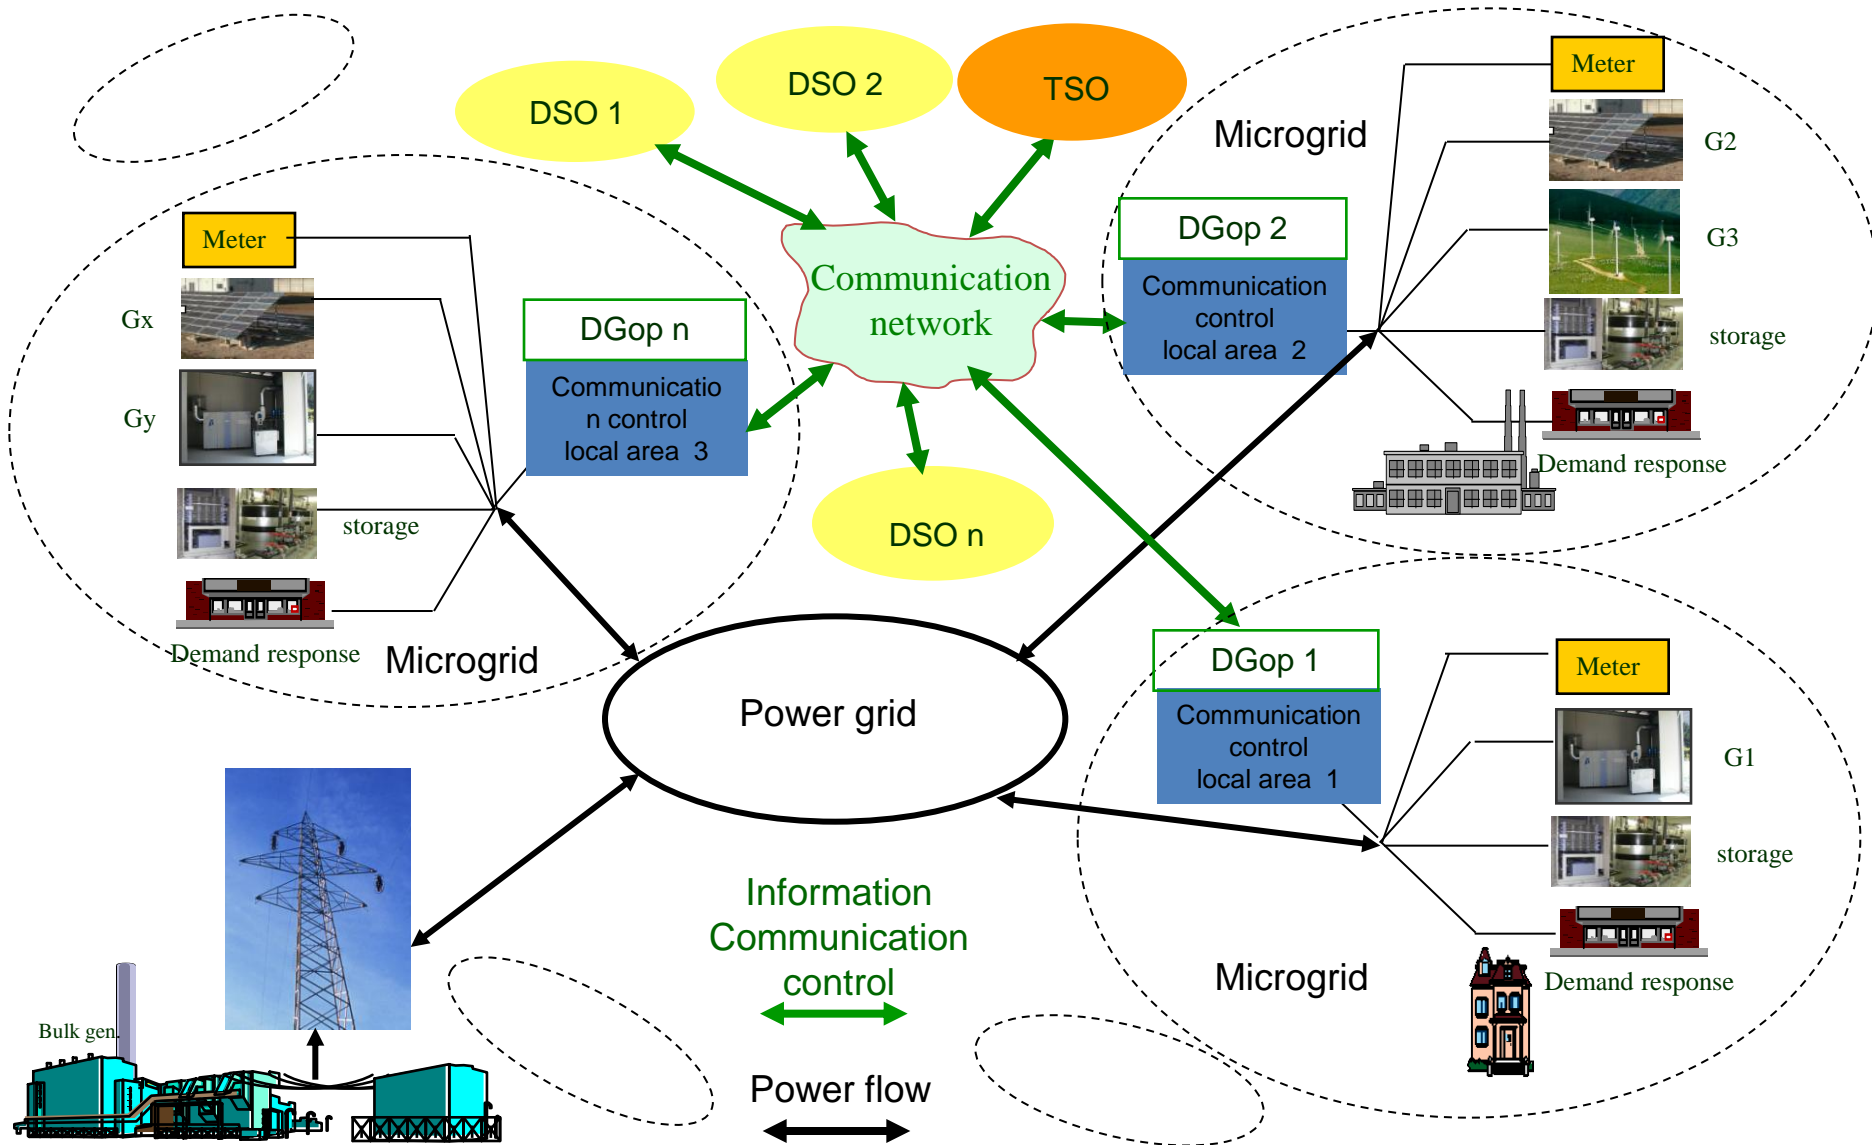 DSO 1
DSO 2
TSO
Microgrid
Meter
G2
G3
storage
Demand response
DGop 2
Communication
control
local area 2
Communication
network
Meter
Gx
Gy
storage
Demand response
Microgrid
DGop n
Communicatio
n control
local area 3
DSO n
Power grid
DGop 1
Communication
control
local area 1
Meter
G1
storage
Demand response
Microgrid
Information
Communication
control
Power flow
Bulk gen.